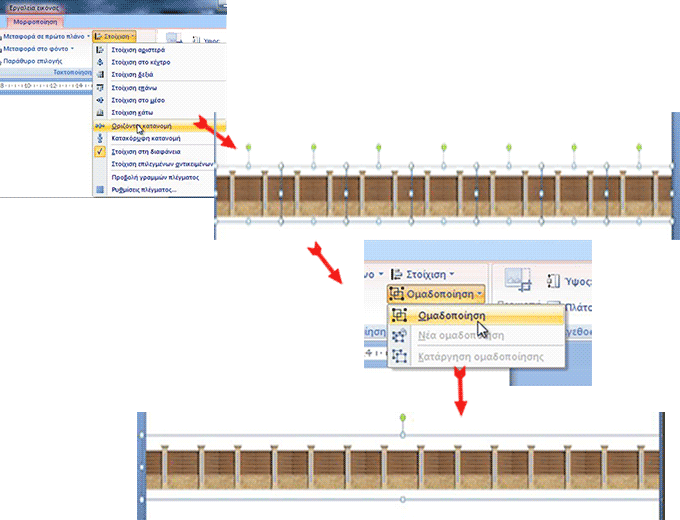 Εργαλεία εικόνας
Μορφοποίηση
Μεταφορά σε πρώτο πλάνο
Στοίχιση
Μεταφορά στο φόντο
Ύψος
Παράθυρο επιλογής
Τακτοποίηση
Στοίχιση αριστερά
Στοίχιση στο κέντρο
Στοίχιση δεξιά
Στοίχιση επάνω
Στοίχιση στο μέσο
Στοίχιση κάτω
Οριζόντια κατανομή
Κατακόρυφη κατανομή
Στοίχιση στη διαφάνεια
Στοίχιση επιλεγμένων αντικειμένων
Προβολή γραμμών πλέγματος
Ρυθμίσεις πλέγματος...
νο Στοίχιση
Ύψος:
Ομαδοποίηση
Πλάτο
Ομαδοποίηση
Νέα ομαδοποίηση
Κατάργηση ομαδοποίησης